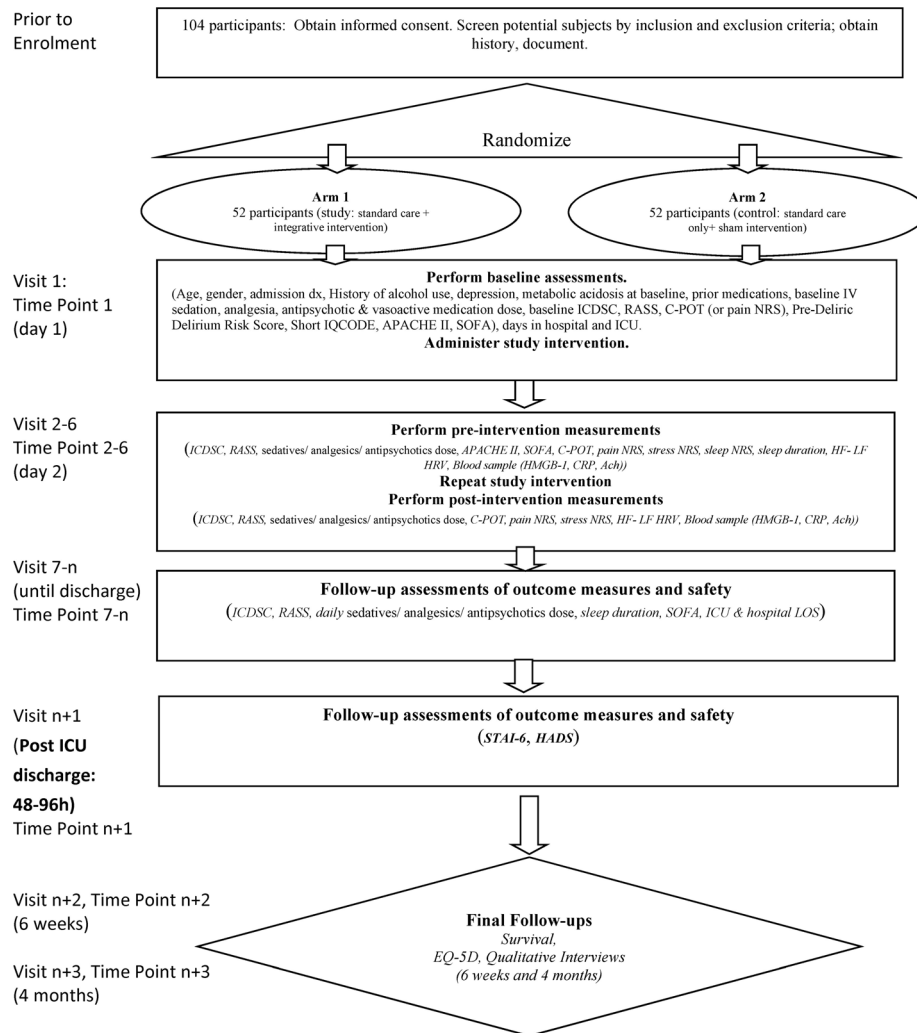 Prior to
Enrolment
104 participants: Obtain informed consent. Screen potential subjects by inclusion and exclusion criteria; obtain
history, document.
Randomize
Arm 1
52 participants (study: standard care +
integrative intervention)
Arm 2
52 participants (control: standard care
only+ sham intervention)
Visit 1:
Time Point 1
(day 1)
Perform baseline assessments.
(Age, gender, admission dx, History of alcohol use, depression, metabolic acidosis at baseline, prior medications, baseline IV
sedation, analgesia, antipsychotic & vasoactive medication dose, baseline ICDSC, RASS, C-POT (or pain NRS), Pre-Deliric
Delirium Risk Score, Short IQCODE, APACHE II, SOFA), days in hospital and ICU.
Administer study intervention.
Visit 2-6
Time Point 2-6
(day 2)
Perform pre-intervention measurements
(ICDSC, RASS, sedatives/ analgesics/ antipsychotics dose, APACHE II, SOFA, C-POT, pain NRS, stress NRS, sleep NRS, sleep duration, HF- LF
HRV, Blood sample (HMGB-1, CRP, Ach))
Repeat study intervention
Perform post-intervention measurements
(ICDSC, RASS, sedatives/ analgesics/ antipsychotics dose, C-POT, pain NRS, stress NRS, HF- LF HRV, Blood sample (HMGB-1, CRP, Ach))
Visit 7-n
(until discharge)
Time Point 7-n
Follow-up assessments of outcome measures and safety
(ICDSC, RASS, daily sedatives/ analgesics/ antipsychotics dose, sleep duration, SOFA, ICU & hospital LOS)
Visit n+1
(Post ICU
discharge:
48-96h)
Time Point n+1
Follow-up assessments of outcome measures and safety
(STAI-6, HADS)
Visit n+2, Time Point n+2
(6 weeks)
Visit n+3, Time Point n+3
(4 months)
Final Follow-ups
Survival,
EQ-5D, Qualitative Interviews
(6 weeks and 4 months)